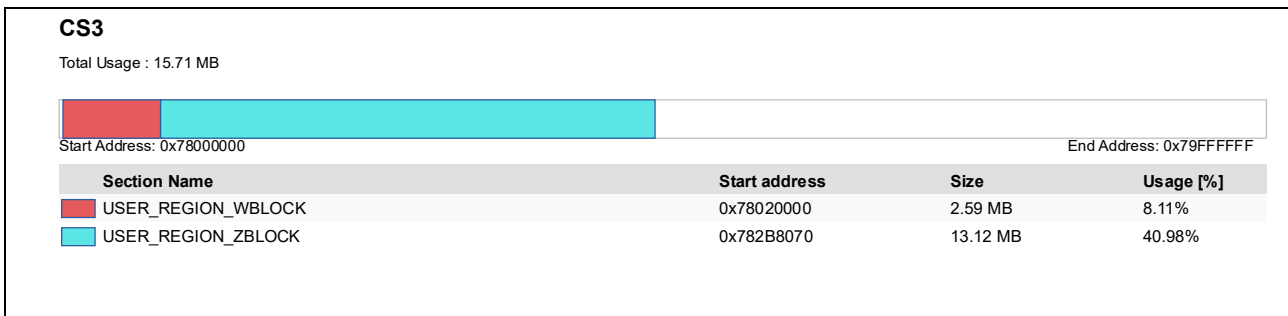 CS3
Total Usage : 15.71 MB
Start Address: 0x78000000 End Address: 0x79FFFFFF
Section Name Start address Size Usage [%]
USER_REGION_WBLOCK 0x78020000 2.59 MB 8.11%
USER_REGION_ZBLOCK 0x782B8070 13.12 MB 40.98%